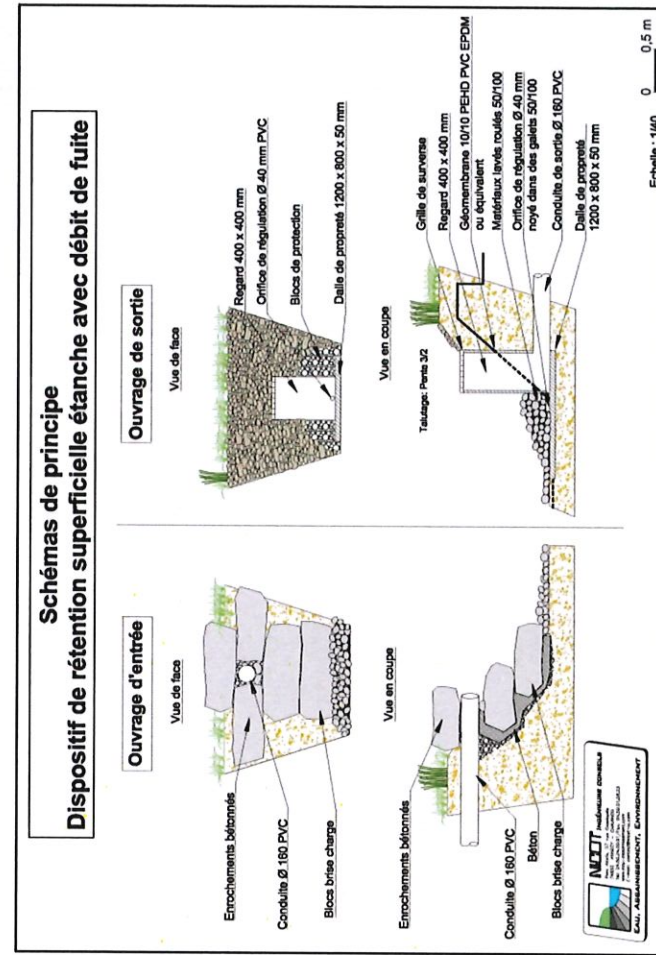 Schémas de principe
Dispositif de rétention superficielle étanche avec débit de fuite
Ouvrage d'entrée
Vue de face
Enrochements bétonnés
Conduite Ø 160 PVC
Blocs brise charge
Vue en coupe
Enrochements bétonnés
Conduite Ø 160 PVC
Béton
Blocs brise charge
Ouvrage de sortie
Vue de face
Regard 400 x 400 mm
Orifice de régulation Ø 40 mm PVC
Blocs de protection
Dalle de propreté 1200 x 800 x 50 mm
Vue en coupe
Talutage: Pente 3/2
Grille de surverse
Regard 400 x 400 mm
Géomembrane 10/10 PEHD PVC EPDM
ou équivalent
Matériaux lavés roulés 50/100
Orifice de régulation Ø 40 mm
noyé dans des galets 50/100
Conduite de sortie Ø 160 PVC
Dalle de propreté
1200 x 800 x 50 mm
NICOT INGÉNIEURS CONSEILS
EAU, ASSAINISSEMENT, ENVIRONNEMENT
Echelle : 1/40
0 0,5 m